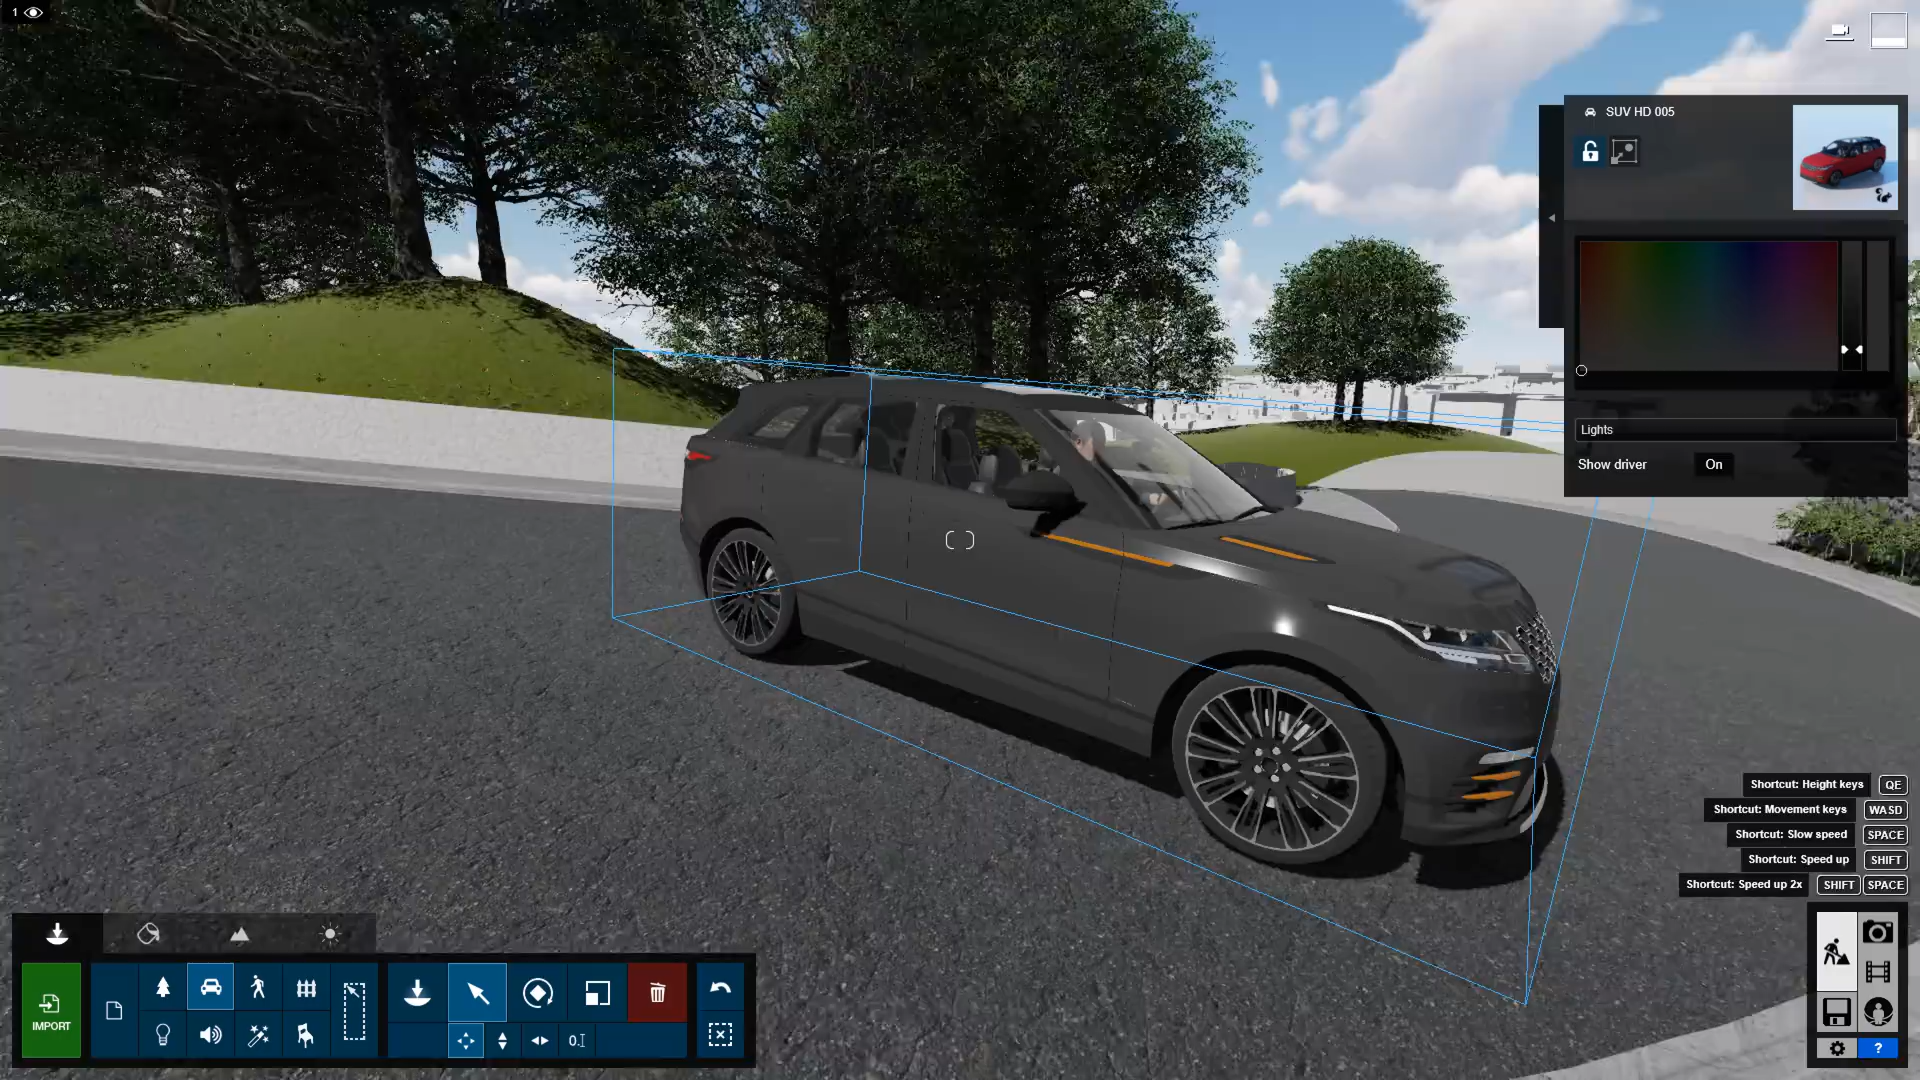 1
SUV HD 005
Lights
Show driver On
Shortcut: Height keys QE
Shortcut: Movement keys WASD
Shortcut: Slow speed SPACE
Shortcut: Speed up SHIFT
Shortcut: Speed up 2x SHIFT SPACE
IMPORT
?